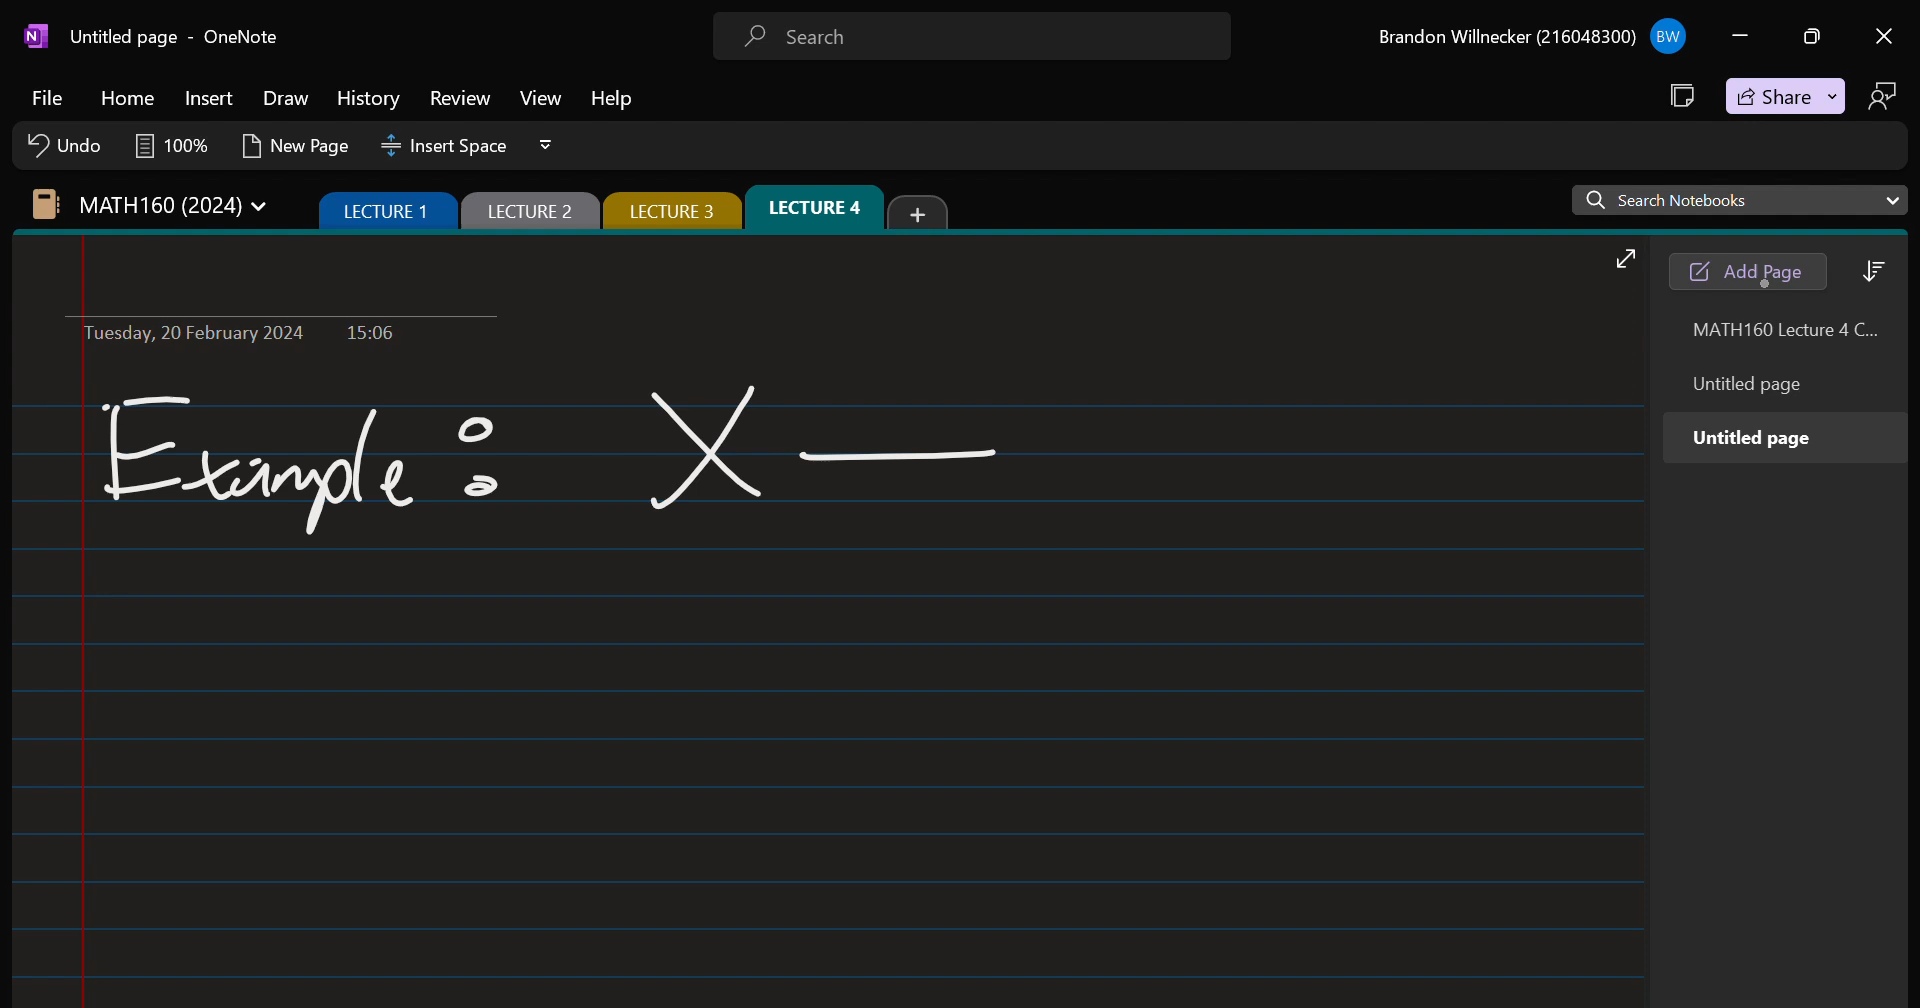 Untitled page - OneNote
Search
Brandon Willnecker (216048300) BW
File Home Insert Draw History Review View Help
Share
Undo 100% New Page Insert Space
MATH160 (2024)
LECTURE 1 LECTURE 2 LECTURE 3 LECTURE 4 +
Search Notebooks
Add Page
Tuesday, 20 February 2024 15:06
MATH160 Lecture 4 C...
Untitled page
Untitled page
Example : X —